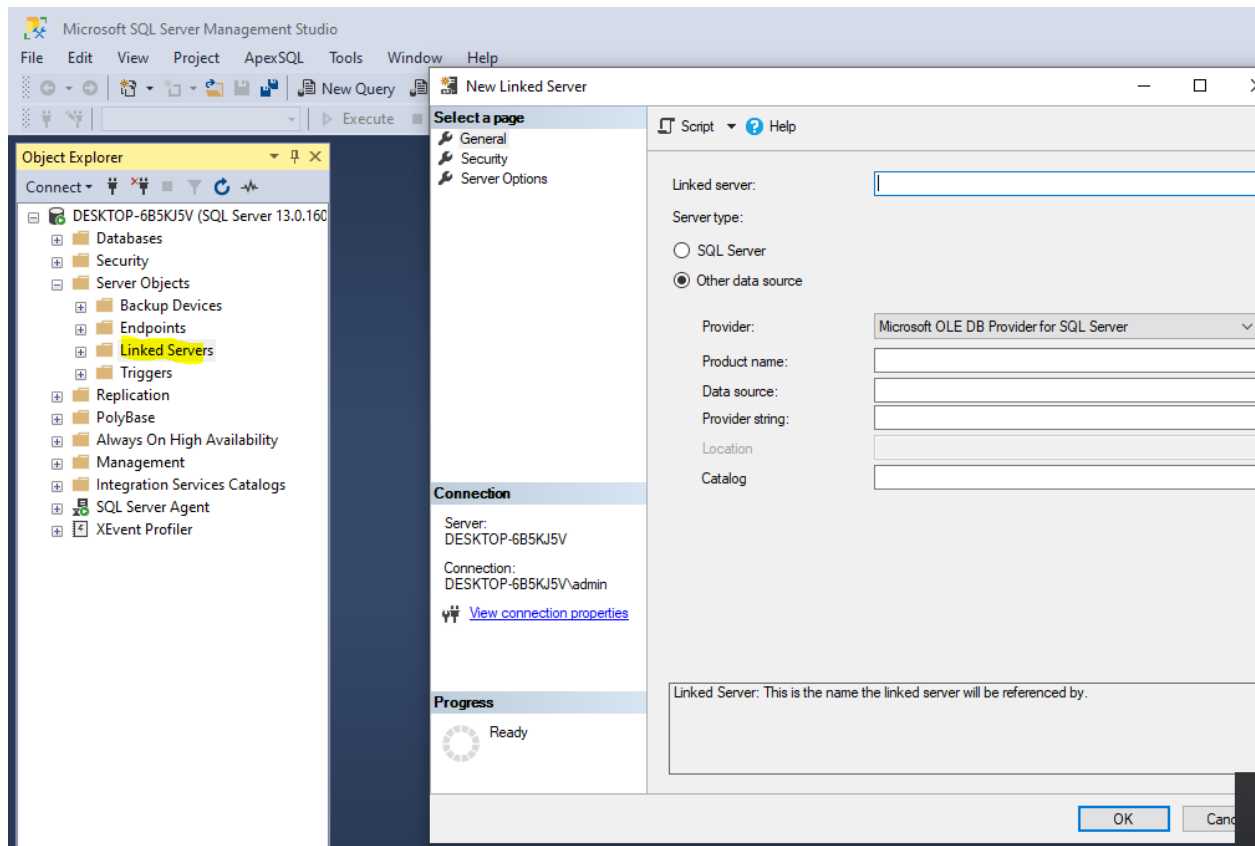 Microsoft SQL Server Management Studio
File Edit View Project ApexSQL Tools Window Help
New Query
Execute
Object Explorer
Connect
DESKTOP-6B5KJ5V (SQL Server 13.0.160
Databases
Security
Server Objects
Backup Devices
Endpoints
Linked Servers
Triggers
Replication
PolyBase
Always On High Availability
Management
Integration Services Catalogs
SQL Server Agent
XEvent Profiler
New Linked Server
Select a page
General
Security
Server Options
Connection
Server:
DESKTOP-6B5KJ5V
Connection:
DESKTOP-6B5KJ5V\admin
View connection properties
Progress
Ready
Script Help
Linked server:
Server type:
SQL Server
Other data source
Provider: Microsoft OLE DB Provider for SQL Server
Product name:
Data source:
Provider string:
Location
Catalog
Linked Server: This is the name the linked server will be referenced by.
OK Canc